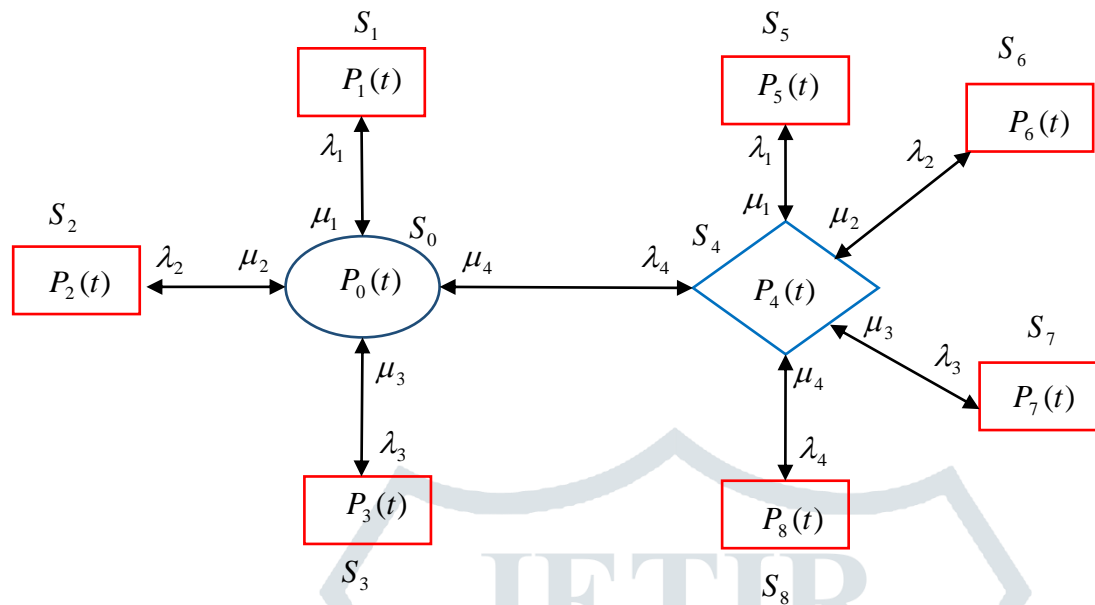 S₁
P₁(t)
λ₁
μ₁
S₂
P₂(t)
λ₂
μ₂
S₀
P₀(t)
μ₄
λ₄
μ₃
λ₃
P₃(t)
S₃
S₅
P₅(t)
λ₁
μ₁
S₆
P₆(t)
λ₂
μ₂
S₄
P₄(t)
μ₃
λ₃
S₇
P₇(t)
μ₄
λ₄
P₈(t)
S₈
JETIR